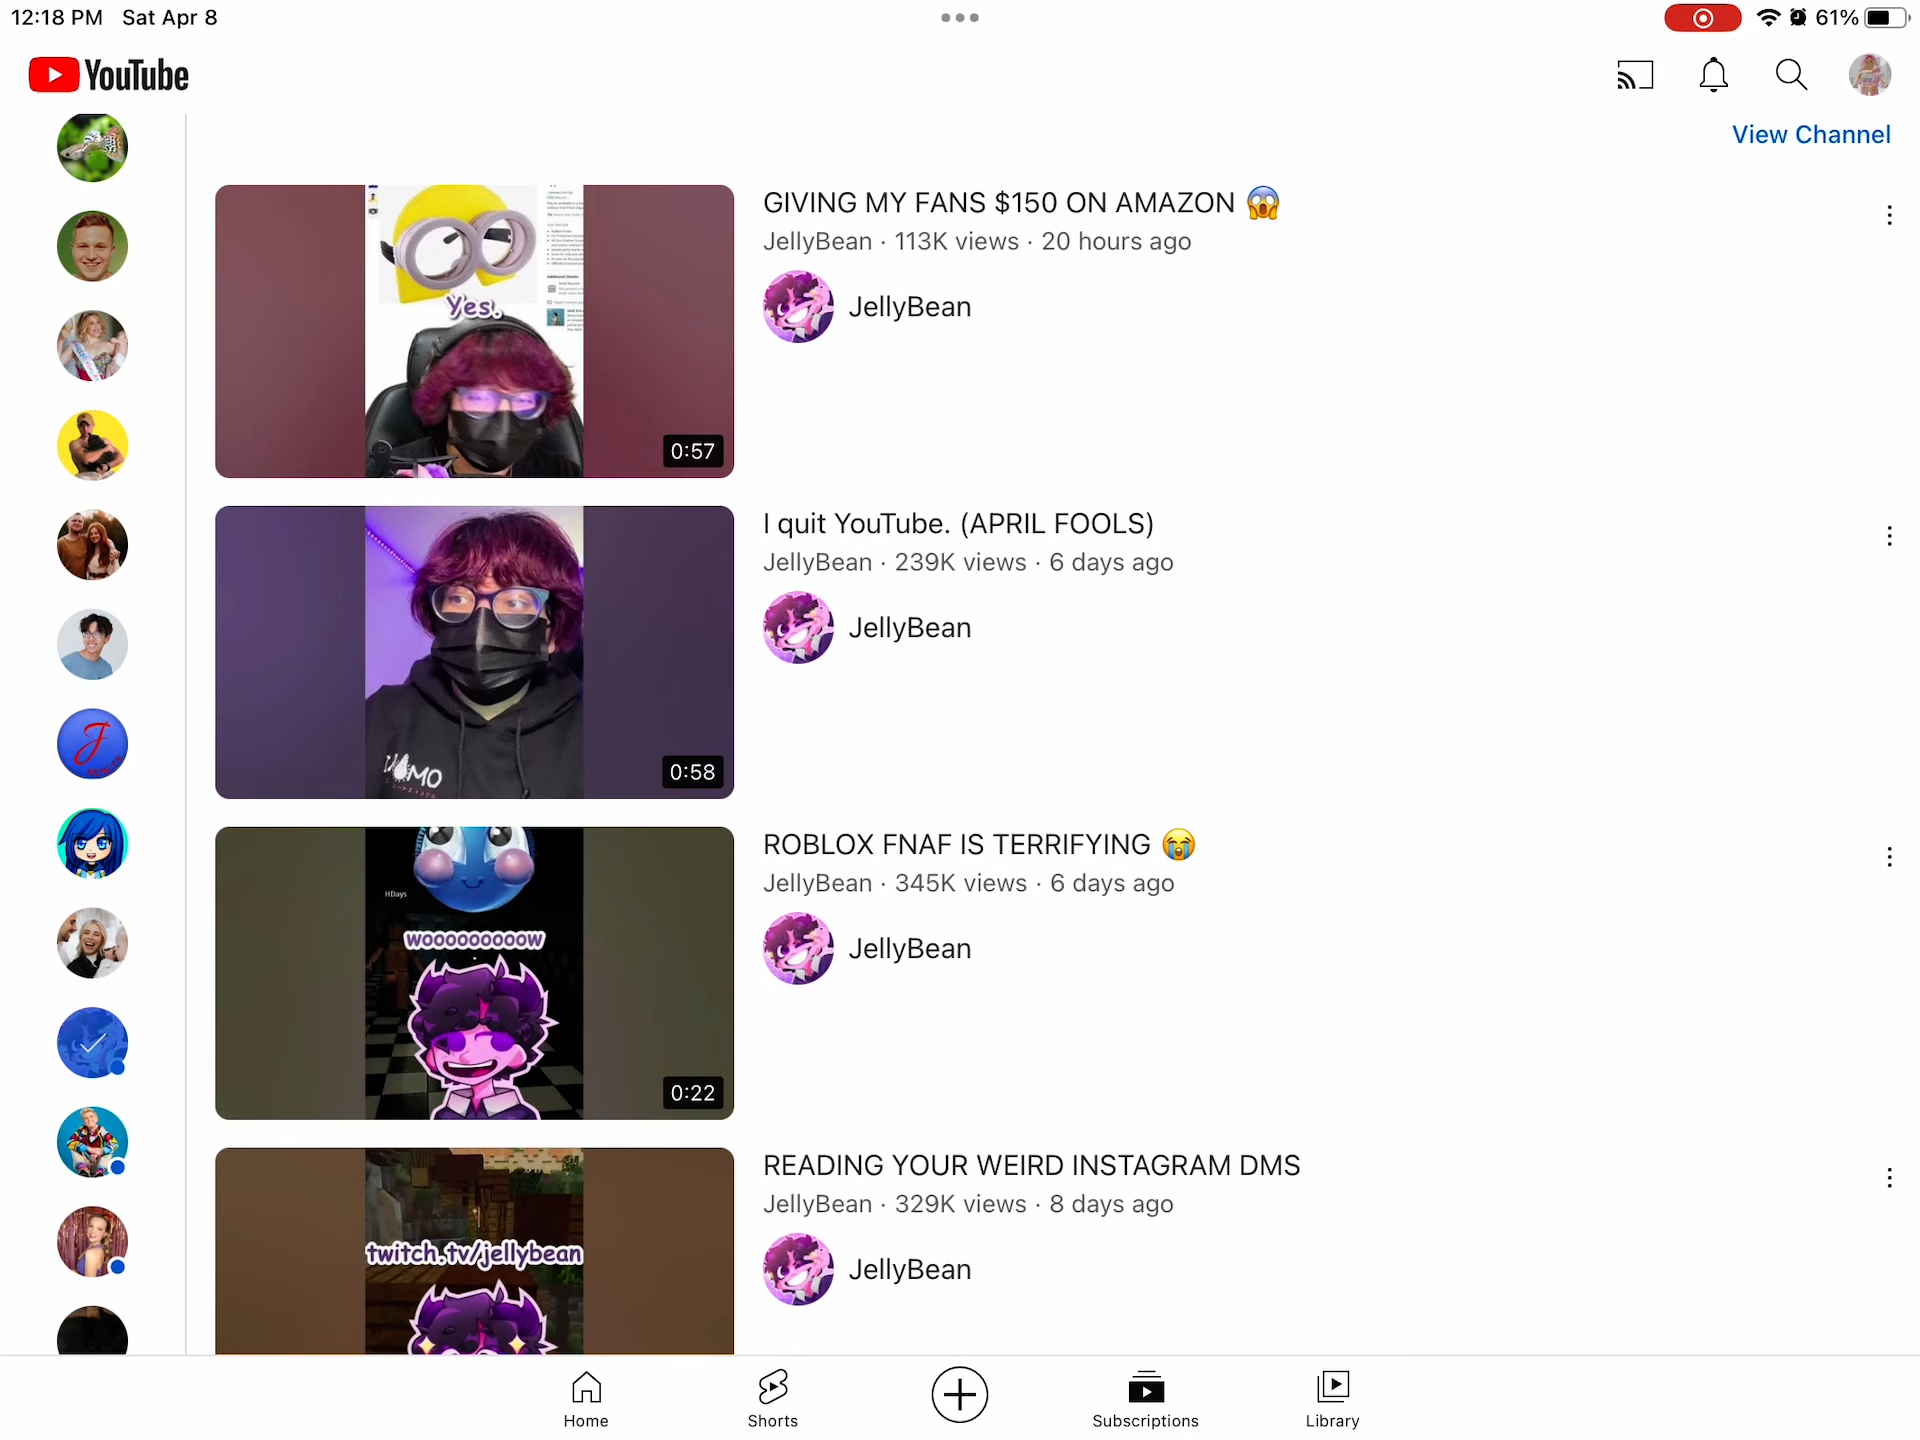 12:18 PM Sat Apr 8
61%
YouTube
View Channel
Yes.
0:57
GIVING MY FANS $150 ON AMAZON 😱
JellyBean · 113K views · 20 hours ago
JellyBean
0:58
I quit YouTube. (APRIL FOOLS)
JellyBean · 239K views · 6 days ago
JellyBean
HDays
WOOOOOOOOOW
0:22
ROBLOX FNAF IS TERRIFYING 😭
JellyBean · 345K views · 6 days ago
JellyBean
twitch.tv/jellybean
READING YOUR WEIRD INSTAGRAM DMS
JellyBean · 329K views · 8 days ago
JellyBean
Home
Shorts
Subscriptions
Library